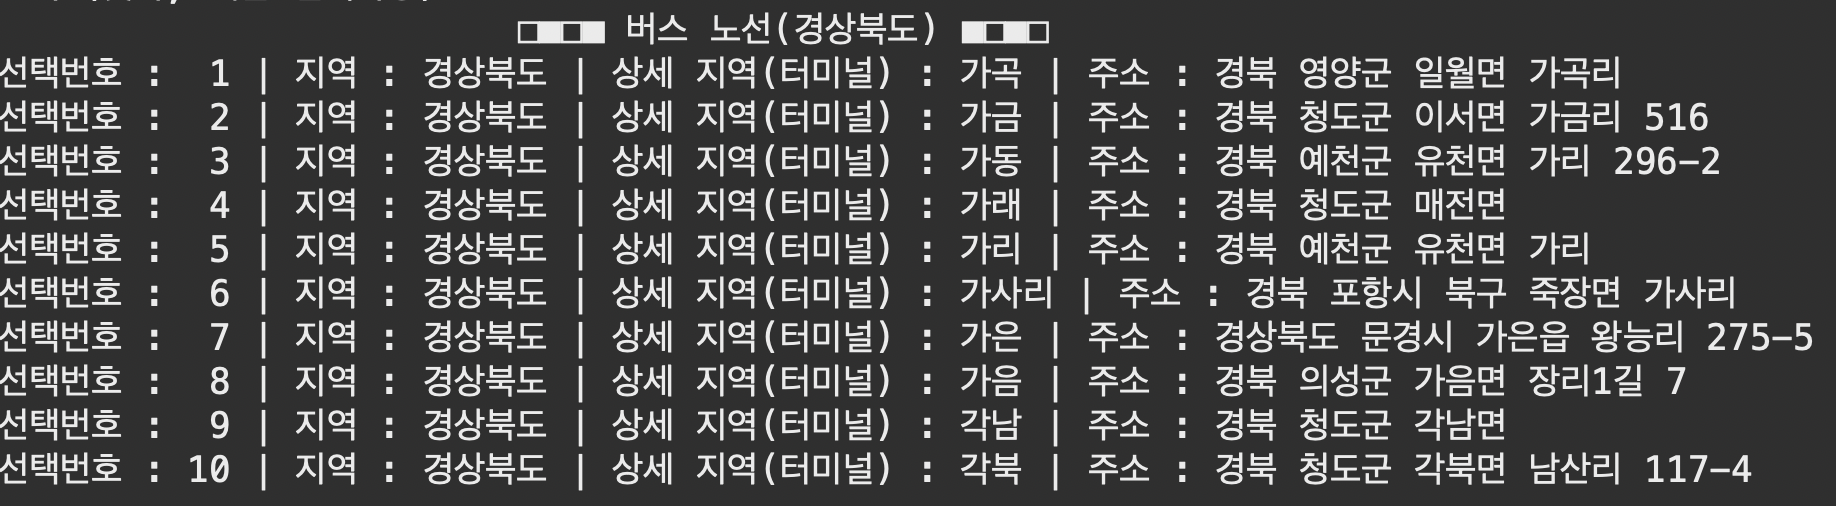 □■□■ 버스 노선(경상북도) ■□■□
선택번호 :  1 | 지역 : 경상북도 | 상세 지역(터미널) : 가곡 | 주소 : 경북 영양군 일월면 가곡리
선택번호 :  2 | 지역 : 경상북도 | 상세 지역(터미널) : 가금 | 주소 : 경북 청도군 이서면 가금리 516
선택번호 :  3 | 지역 : 경상북도 | 상세 지역(터미널) : 가동 | 주소 : 경북 예천군 유천면 가리 296-2
선택번호 :  4 | 지역 : 경상북도 | 상세 지역(터미널) : 가래 | 주소 : 경북 청도군 매전면
선택번호 :  5 | 지역 : 경상북도 | 상세 지역(터미널) : 가리 | 주소 : 경북 예천군 유천면 가리
선택번호 :  6 | 지역 : 경상북도 | 상세 지역(터미널) : 가사리 | 주소 : 경북 포항시 북구 죽장면 가사리
선택번호 :  7 | 지역 : 경상북도 | 상세 지역(터미널) : 가은 | 주소 : 경상북도 문경시 가은읍 왕능리 275-5
선택번호 :  8 | 지역 : 경상북도 | 상세 지역(터미널) : 가음 | 주소 : 경북 의성군 가음면 장리1길 7
선택번호 :  9 | 지역 : 경상북도 | 상세 지역(터미널) : 각남 | 주소 : 경북 청도군 각남면
선택번호 : 10 | 지역 : 경상북도 | 상세 지역(터미널) : 각북 | 주소 : 경북 청도군 각북면 남산리 117-4